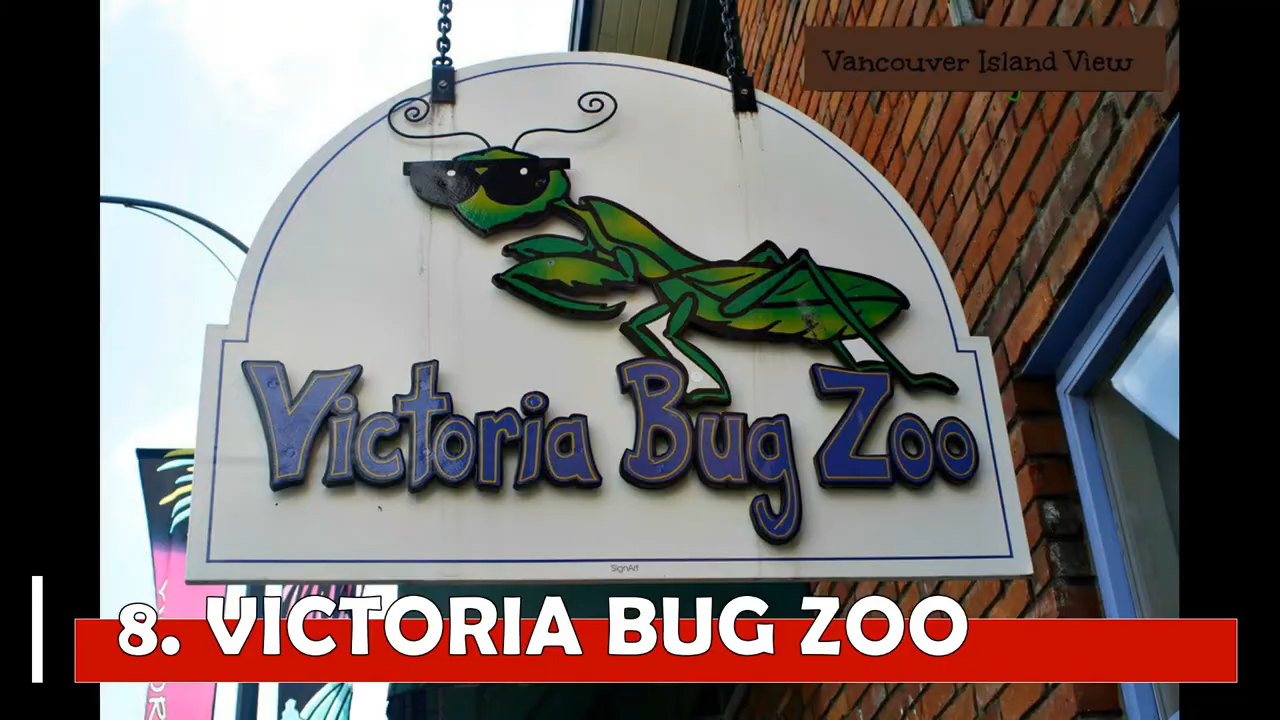 Vancouver Island View
Victoria Bug Zoo
SignArt
8. VICTORIA BUG ZOO